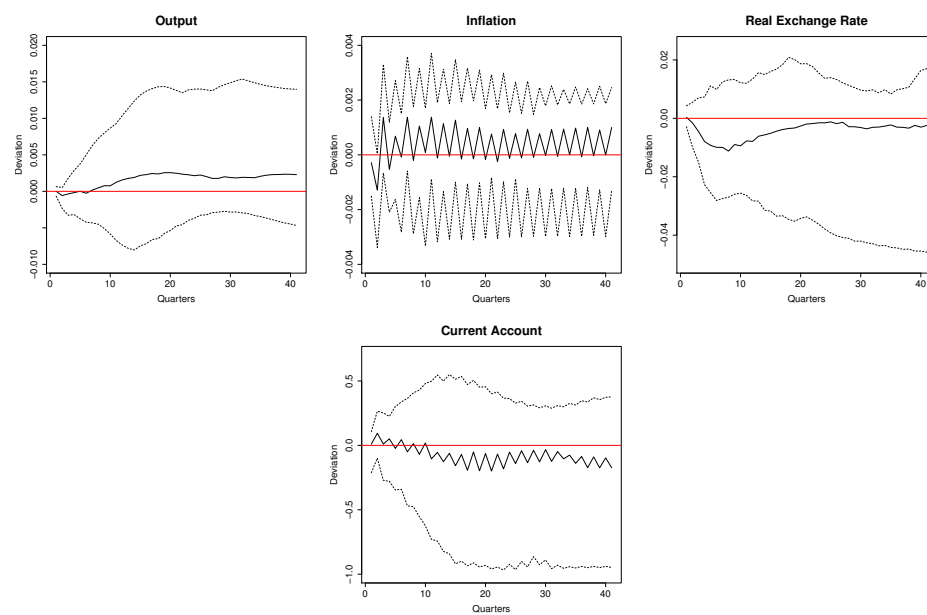 Output
Inflation
Real Exchange Rate
0.020
0.015
0.010
0.005
0.000
−0.010
Deviation
0 10 20 30 40
Quarters
0.004
0.002
0.000
−0.002
−0.004
Deviation
0 10 20 30 40
Quarters
0.02
0.00
−0.02
−0.04
Deviation
0 10 20 30 40
Quarters
Current Account
0.5
0.0
−0.5
−1.0
Deviation
0 10 20 30 40
Quarters